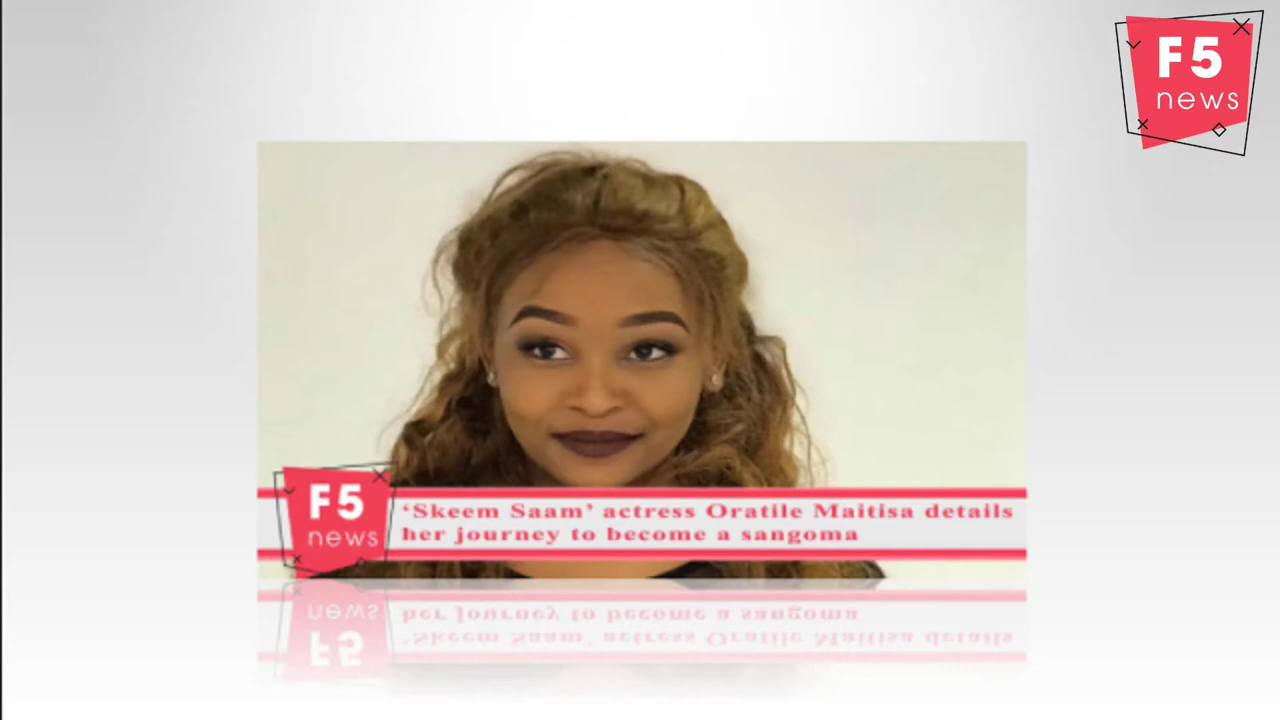 F5
news
F5
news
‘Skeem Saam’ actress Oratile Maitisa details
her journey to become a sangoma